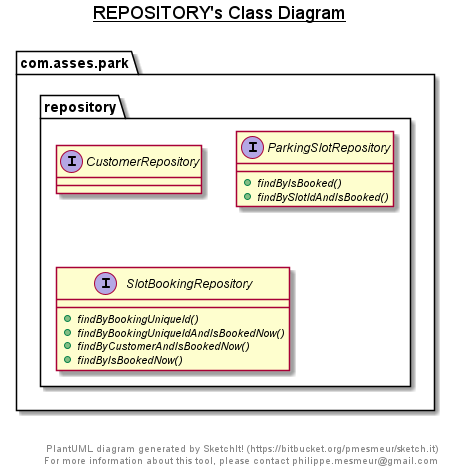 REPOSITORY's Class Diagram
com.asses.park
repository
I CustomerRepository
I ParkingSlotRepository
findByIsBooked()
findBySlotIdAndIsBooked()
I SlotBookingRepository
findByBookingUniqueId()
findByBookingUniqueIdAndIsBookedNow()
findByCustomerAndIsBookedNow()
findByIsBookedNow()
PlantUML diagram generated by SketchIt! (https://bitbucket.org/pmesmeur/sketch.it)
For more information about this tool, please contact philippe.mesmeur@gmail.com